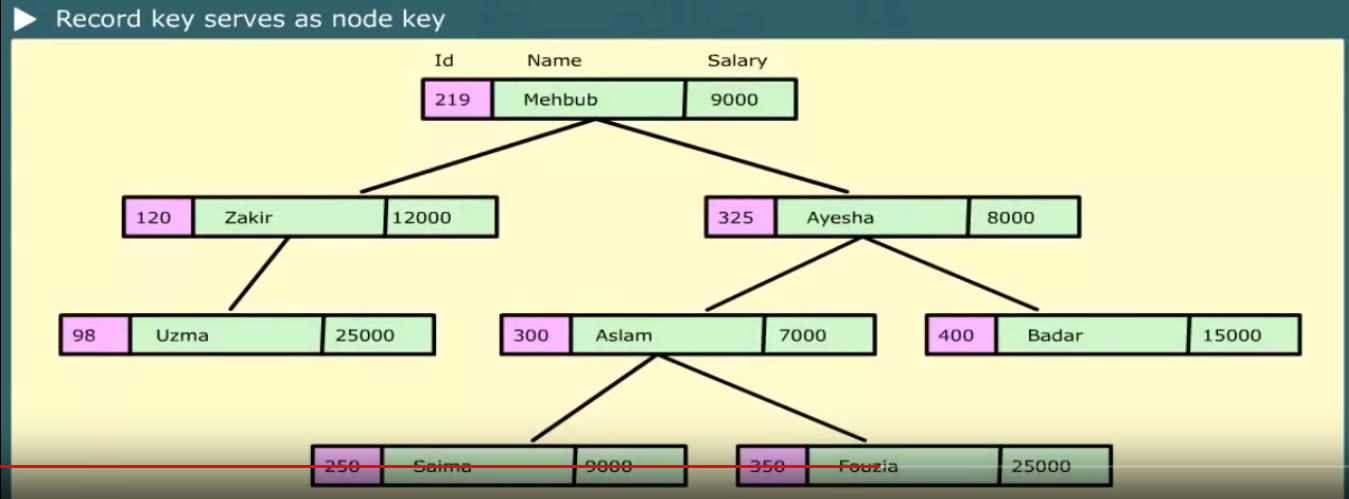 Record key serves as node key
Id Name Salary
219 Mehbub 9000
120 Zakir 12000 325 Ayesha 8000
98 Uzma 25000 300 Aslam 7000 400 Badar 15000
250 Saima 9000 350 Fouzia 25000